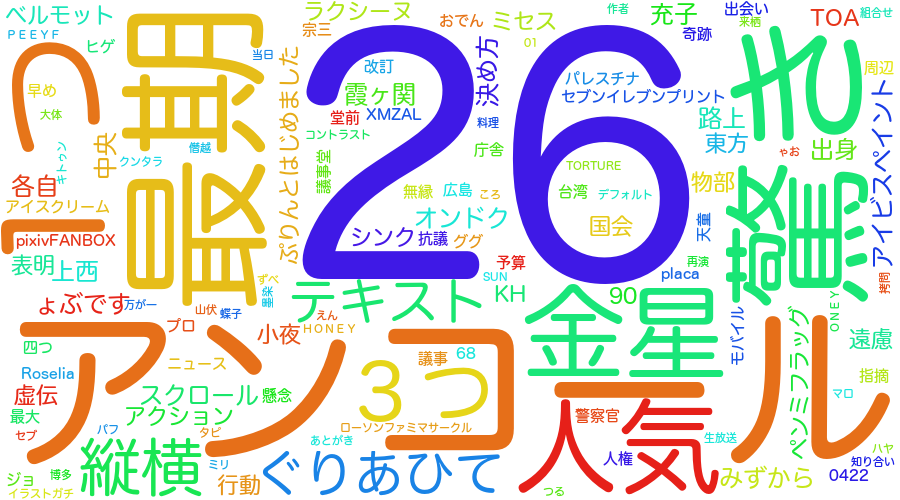 ベルモット
PEEYF
ヒゲ
つ
早め
大体
キトゥン
中央
クンタラ
僭越
各自
アイスクリーム
pixivFANBOX
表明
上西
ょぶです
万が一
最期
当日
ぷりんとはじめました
ラクシーヌ
宗三
おでん
ミセス
01
充子
作者
出会い
奇跡
来栖
TOA
組合せ
改訂
決め方
霞ヶ関
堂前
XMZAL
コントラスト
料理
議事堂
26
パレスチナ
セブンイレブンプリント
路上
東方
驚き
周辺
アイビスペイント
出身
ゃお
庁舎
TORTURE
台湾
デフォルト
物部
無縁
広島
ころ
オンドク
国会
天童
シンク
抗議
ググ
予算
SUN
再演
placa
拷問
ずべ
山伏
蝶子
えん
HONEY
テキスト
KH
90
金星
モバイル
ONEY
ペンミフラッグ
遠慮
アンコール
プロ
小夜
四つ
ニュース
Roselia
虚伝
最大
セブ
パフ
スクロール
アクション
懸念
タピ
3つ
議事
68
ローソンファミマサークル
あとがき
人気
警察官
人権
生放送
指摘
マロ
ハヤ
知り合い
0422
みずから
つる
ジョ
博多
イラストガチ
縦横
ミリ
行動
ぐりあひて